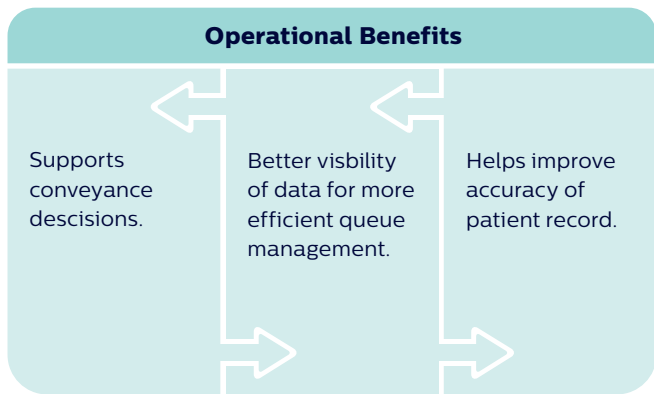 Operational Benefits
Supports
conveyance
descisions.
Better visbility
of data for more
efficient queue
management.
Helps improve
accuracy of
patient record.